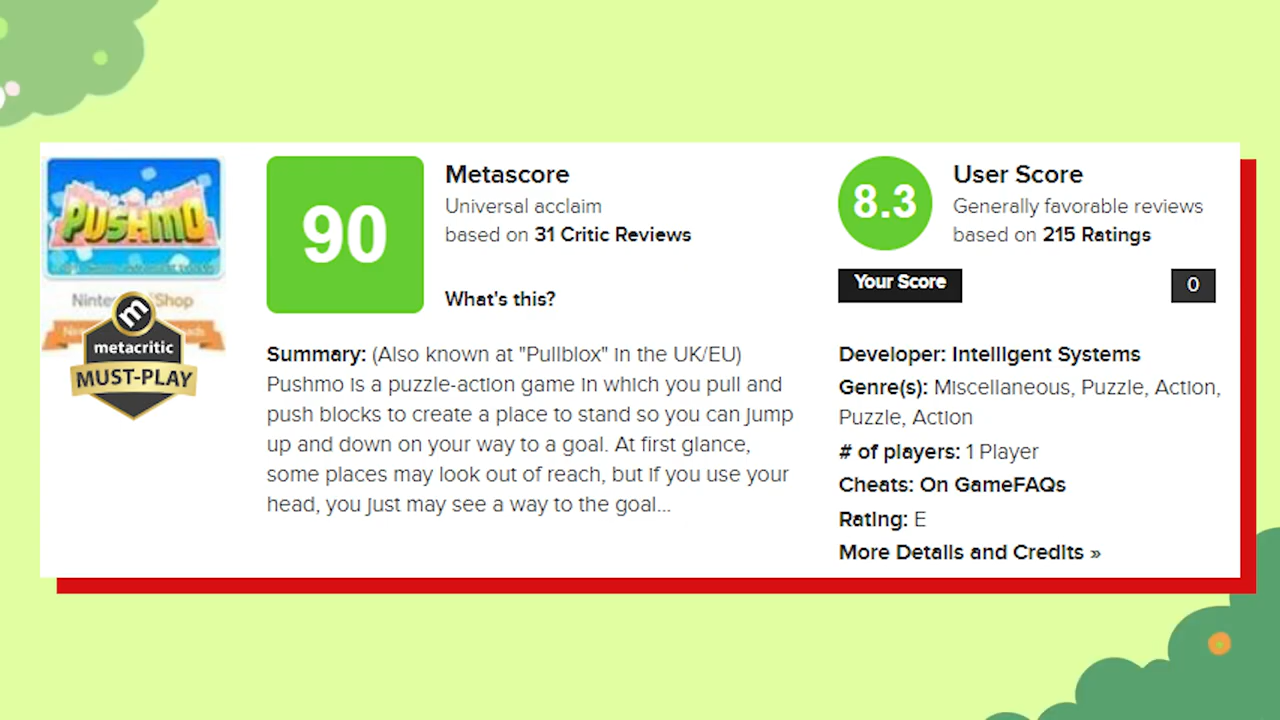 PUSHMO
metacritic
MUST-PLAY
90
Metascore
Universal acclaim
based on 31 Critic Reviews
What's this?
8.3
User Score
Generally favorable reviews
based on 215 Ratings
Your Score
0
Summary: (Also known at "Pullblox" in the UK/EU)
Pushmo is a puzzle-action game in which you pull and
push blocks to create a place to stand so you can jump
up and down on your way to a goal. At first glance,
some places may look out of reach, but if you use your
head, you just may see a way to the goal...
Developer: Intelligent Systems
Genre(s): Miscellaneous, Puzzle, Action,
Puzzle, Action
# of players: 1 Player
Cheats: On GameFAQs
Rating: E
More Details and Credits »